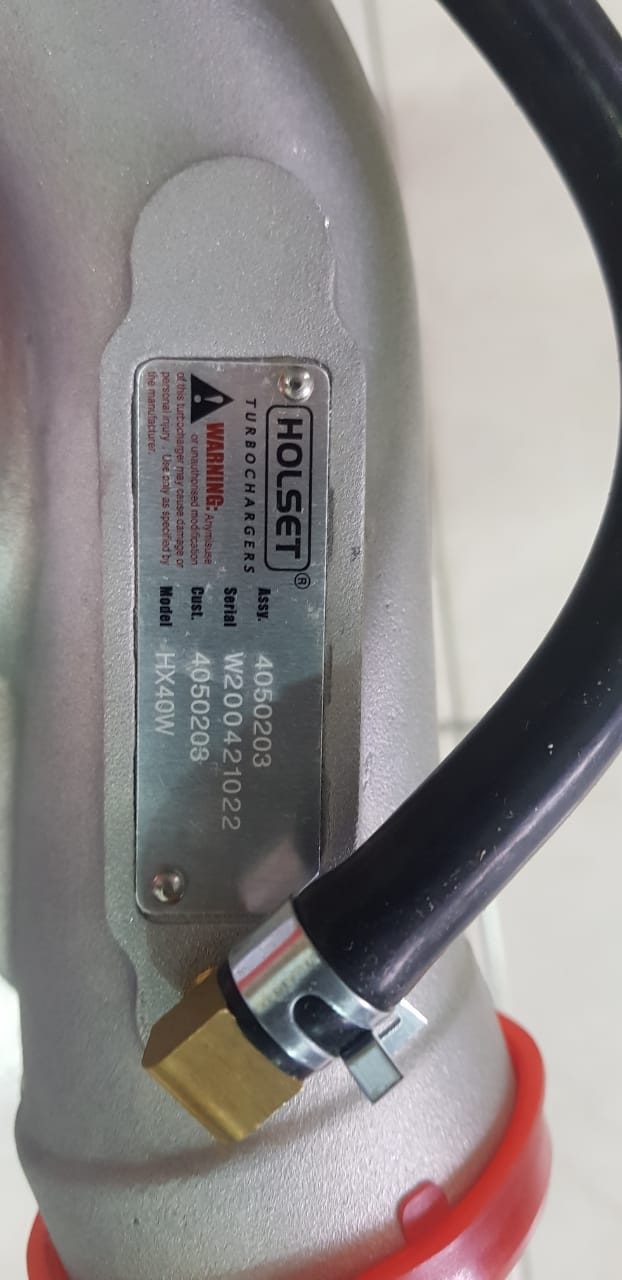 HOLSET®
TURBOCHARGERS
WARNING: Any misuse
or unauthorised modification
of this turbocharger may cause damage or
personal injury. Use only as specified by
the manufacturer.
Assy. 4050203
Serial W200421022
Cust. 4050203
Model HX40W